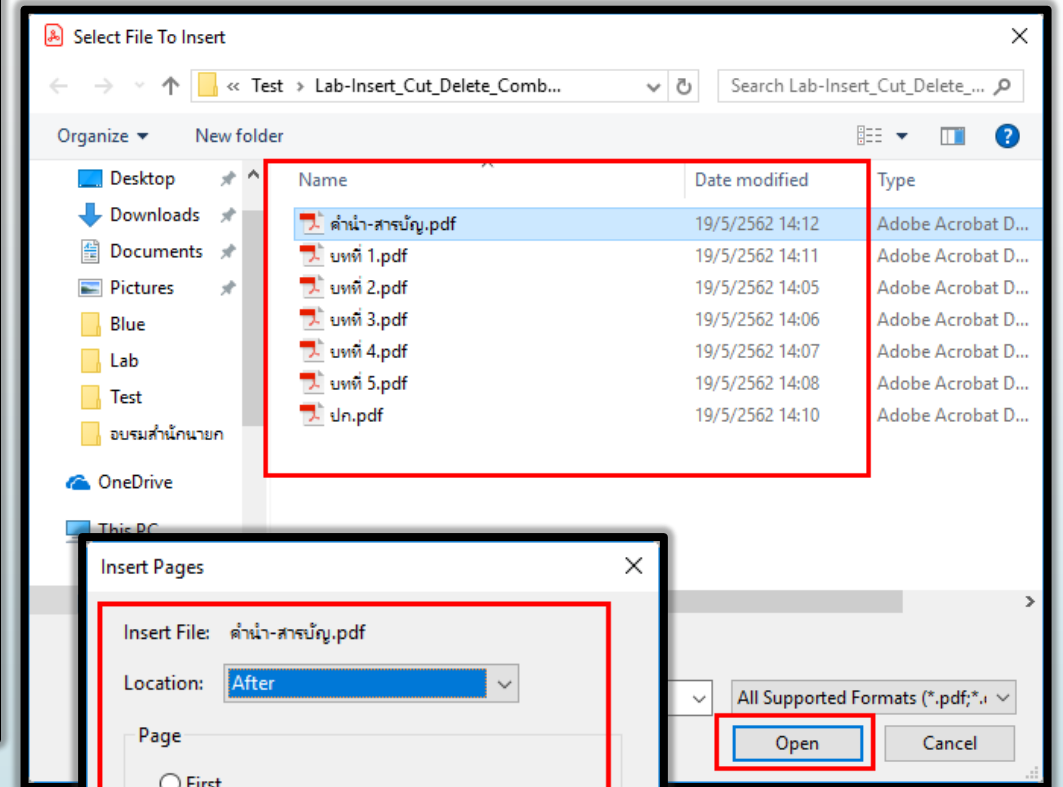 Select File To Insert
« Test › Lab-Insert_Cut_Delete_Comb...
Search Lab-Insert_Cut_Delete_...
Organize
New folder
?
Desktop
Downloads
Documents
Pictures
Blue
Lab
Test
อบรมสำนักนายก
OneDrive
This PC
Name Date modified Type
คำนำ-สารบัญ.pdf 19/5/2562 14:12 Adobe Acrobat D...
บทที่ 1.pdf 19/5/2562 14:11 Adobe Acrobat D...
บทที่ 2.pdf 19/5/2562 14:05 Adobe Acrobat D...
บทที่ 3.pdf 19/5/2562 14:06 Adobe Acrobat D...
บทที่ 4.pdf 19/5/2562 14:07 Adobe Acrobat D...
บทที่ 5.pdf 19/5/2562 14:08 Adobe Acrobat D...
ปก.pdf 19/5/2562 14:10 Adobe Acrobat D...
Insert Pages
Insert File: คำนำ-สารบัญ.pdf
Location: After
Page
First
All Supported Formats (*.pdf;*.
Open
Cancel